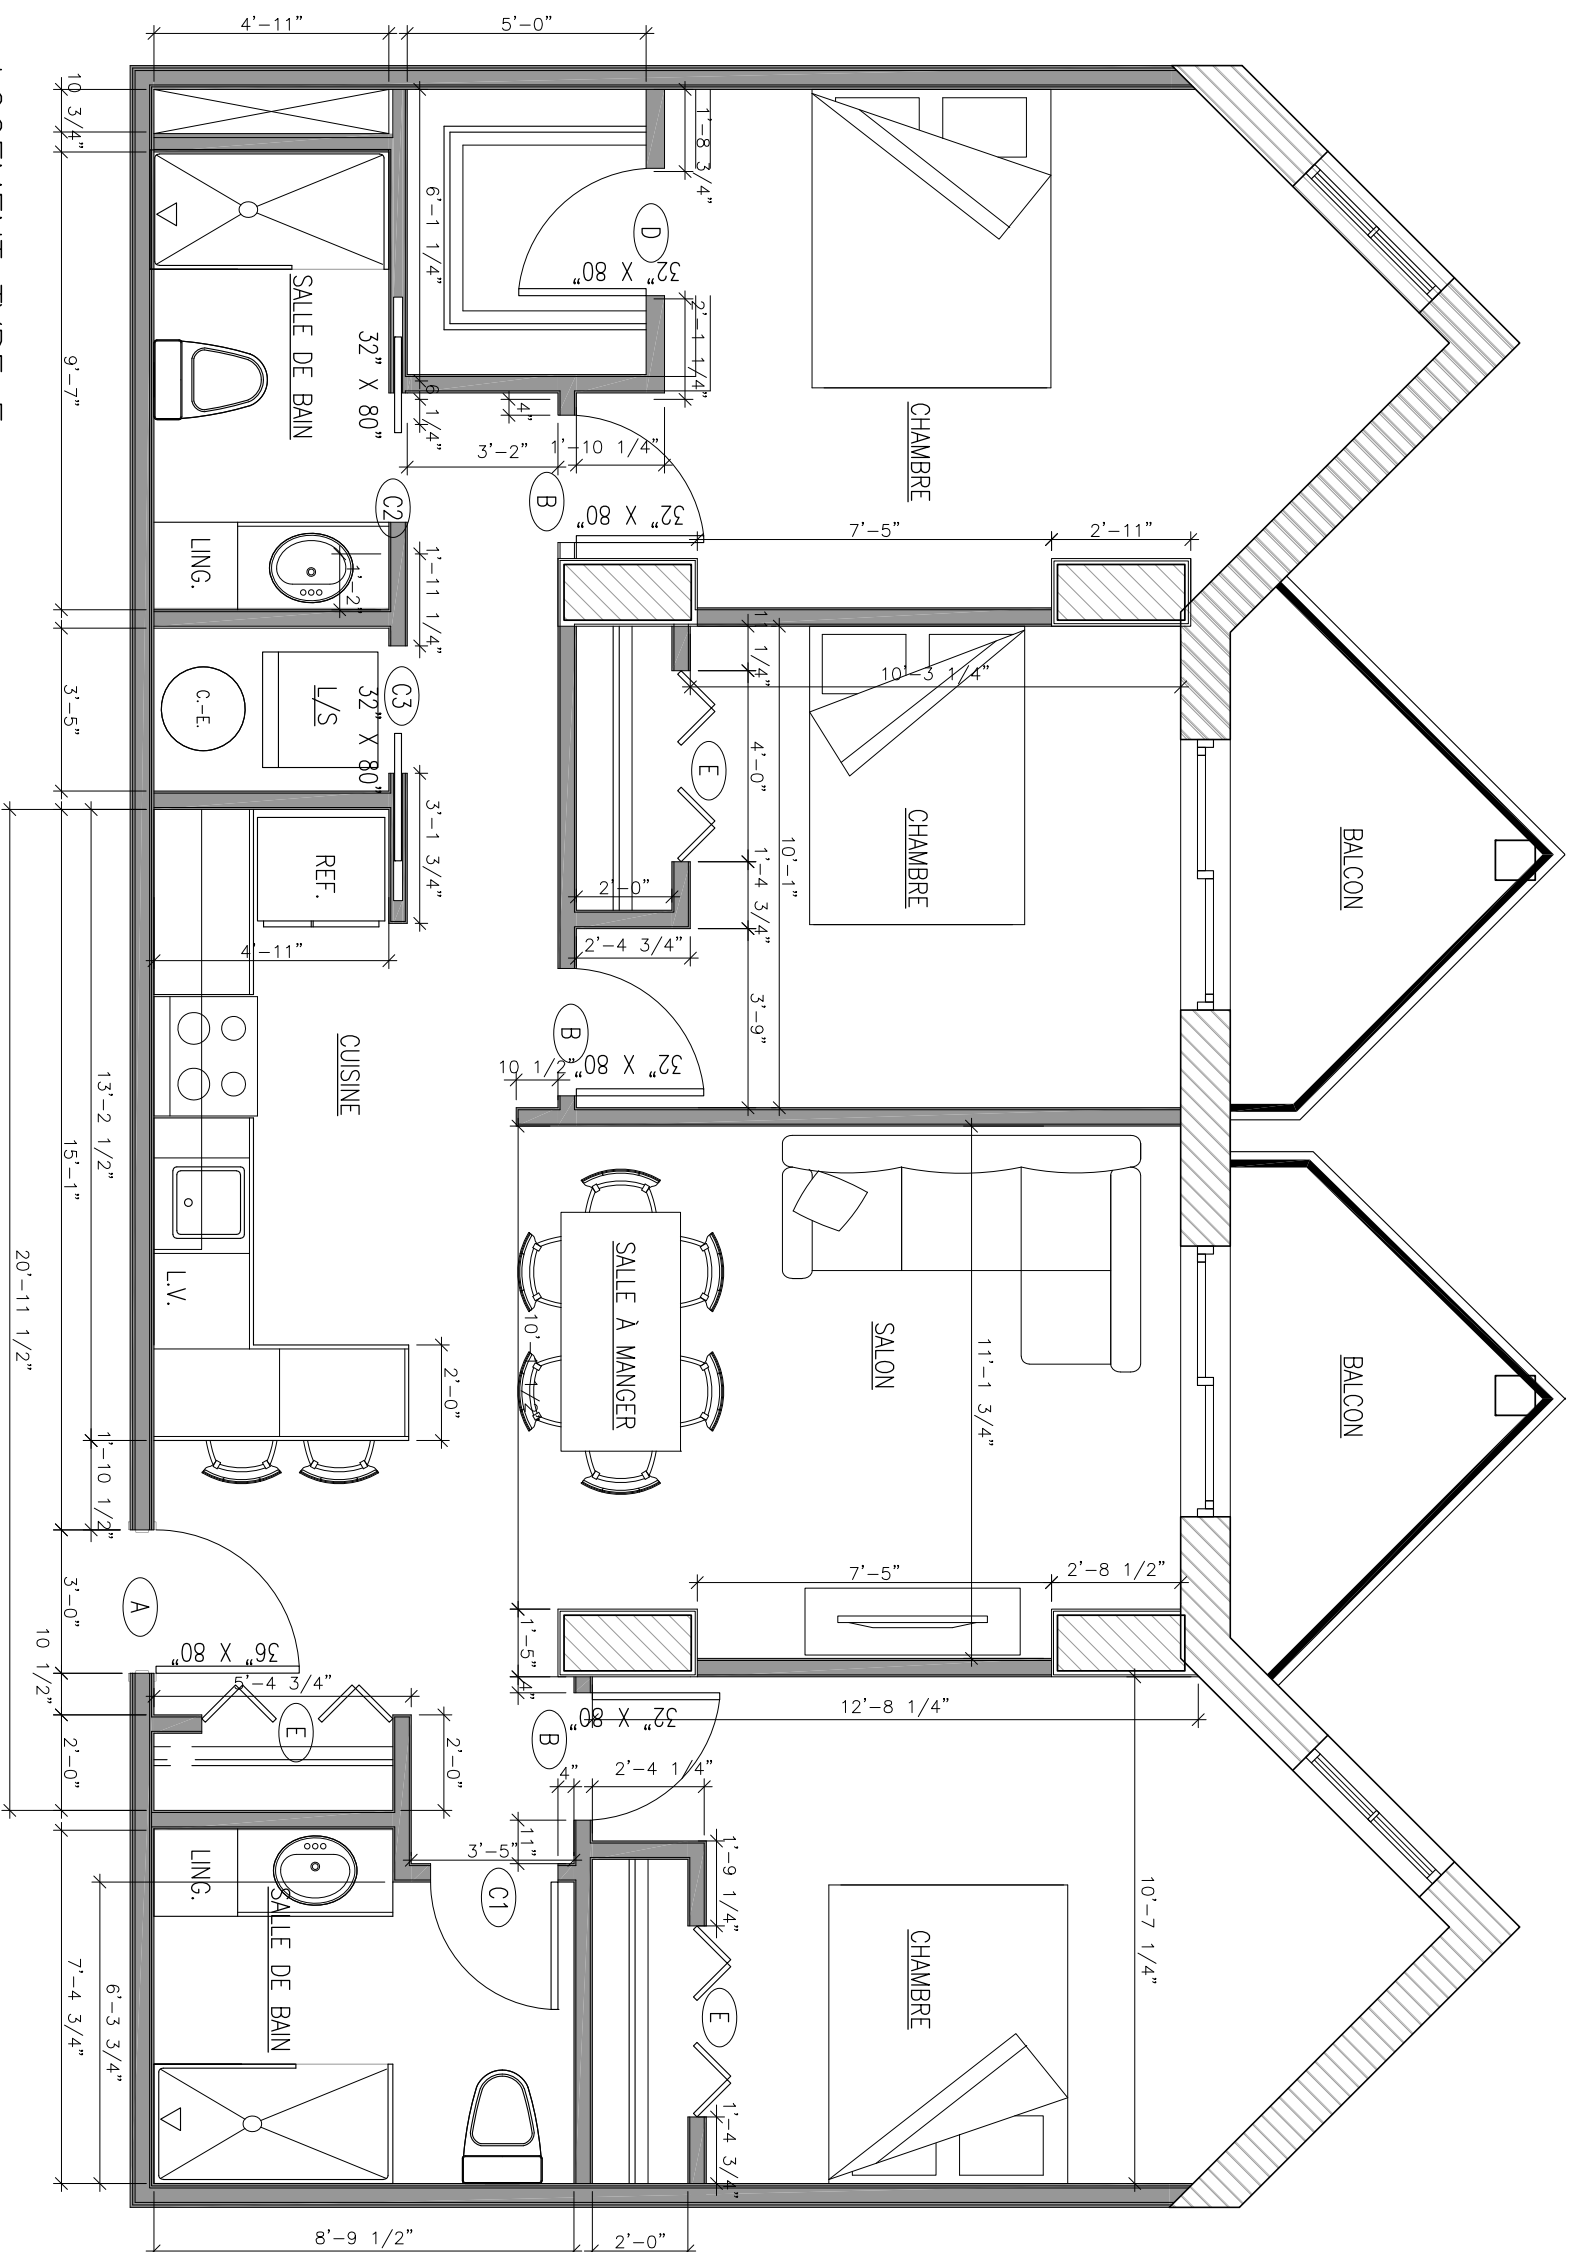 4'-11"
5'-0"
10 3/4"
1'-8 3/4"
6'-1 1/4"
D
32" X 80"
2'-1 1/4"
SALLE DE BAIN
32" X 80"
9'-7"
6 1/4"
4"
3'-2"
1'-10 1/4"
CHAMBRE
C2
B
32" X 80"
7'-5"
2'-11"
LING.
1'-2"
1'-11 1/4"
11 1/4"
10'-3 1/4"
3'-5"
C.-E.
L/S
32" X 80"
C3
E
4'-0"
10'-1"
3'-1 3/4"
REF.
2'-0"
1'-4 3/4"
CHAMBRE
BALCON
4'-11"
2'-4 3/4"
3'-9"
CUISINE
B
32" X 80"
10 1/2"
13'-2 1/2"
15'-1"
20'-11 1/2"
L.V.
2'-0"
SALLE À MANGER
SALON
11'-1 3/4"
BALCON
1'-10 1/2"
7'-5"
2'-8 1/2"
3'-0"
A
36" X 80"
1'-5"
4"
10 1/2"
5'-4 3/4"
E
2'-0"
2'-0"
B
32" X 80"
12'-8 1/4"
4"
2'-4 1/4"
11"
3'-5"
1'-9 1/4"
LING.
C1
SALLE DE BAIN
10'-7 1/4"
CHAMBRE
E
7'-4 3/4"
6'-3 3/4"
1'-4 3/4"
8'-9 1/2"
2'-0"